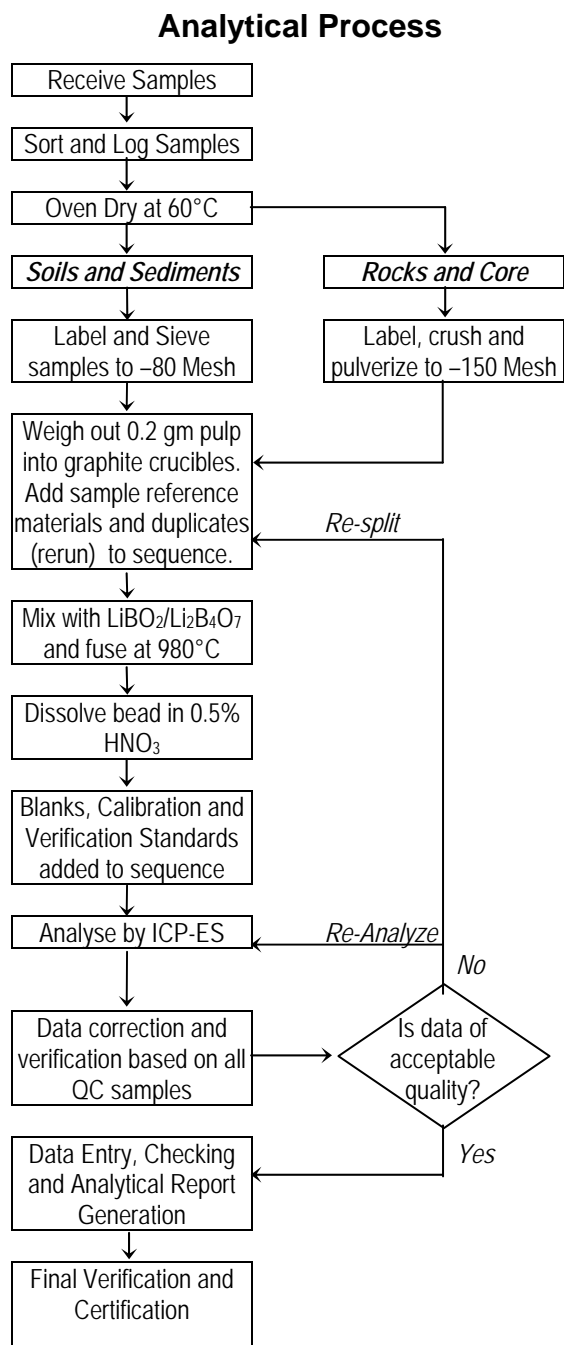 Analytical Process
Receive Samples
Sort and Log Samples
Oven Dry at 60°C
Soils and Sediments
Rocks and Core
Label and Sieve
samples to –80 Mesh
Label, crush and
pulverize to –150 Mesh
Weigh out 0.2 gm pulp
into graphite crucibles.
Add sample reference
materials and duplicates
(rerun) to sequence.
Re-split
Mix with LiBO₂/Li₂B₄O₇
and fuse at 980°C
Dissolve bead in 0.5%
HNO₃
Blanks, Calibration and
Verification Standards
added to sequence
Analyse by ICP-ES
Re-Analyze
No
Data correction and
verification based on all
QC samples
Is data of
acceptable
quality?
Yes
Data Entry, Checking
and Analytical Report
Generation
Final Verification and
Certification